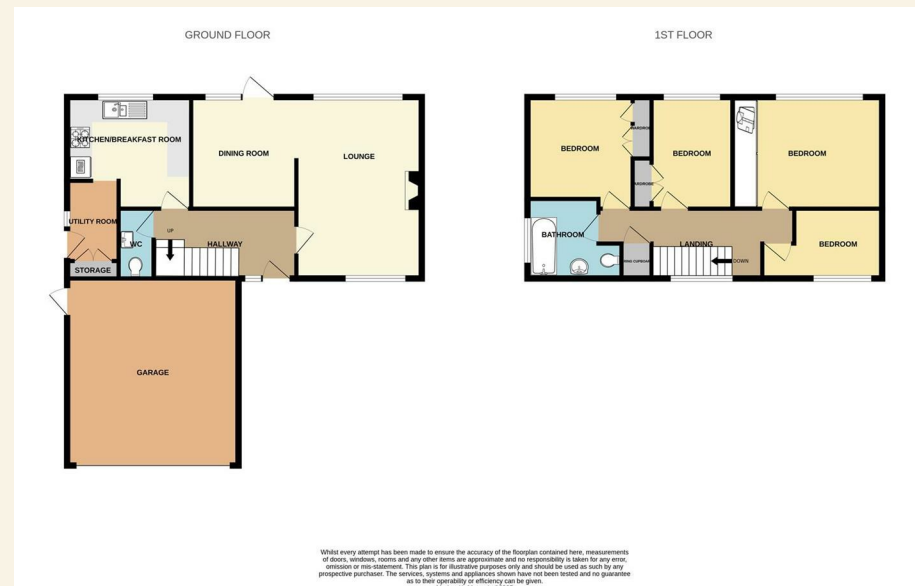 GROUND FLOOR
1ST FLOOR
KITCHEN/BREAKFAST ROOM
DINING ROOM
LOUNGE
UTILITY ROOM
WC
UP
HALLWAY
STORAGE
GARAGE
BEDROOM
BEDROOM
BEDROOM
BATHROOM
LANDING
DOWN
BEDROOM
Whilst every attempt has been made to ensure the accuracy of the floorplan contained here, measurements
of doors, windows, rooms and any other items are approximate and no responsibility is taken for any error,
omission or mis-statement. This plan is for illustrative purposes only and should be used as such by any
prospective purchaser. The services, systems and appliances shown have not been tested and no guarantee
as to their operability or efficiency can be given.